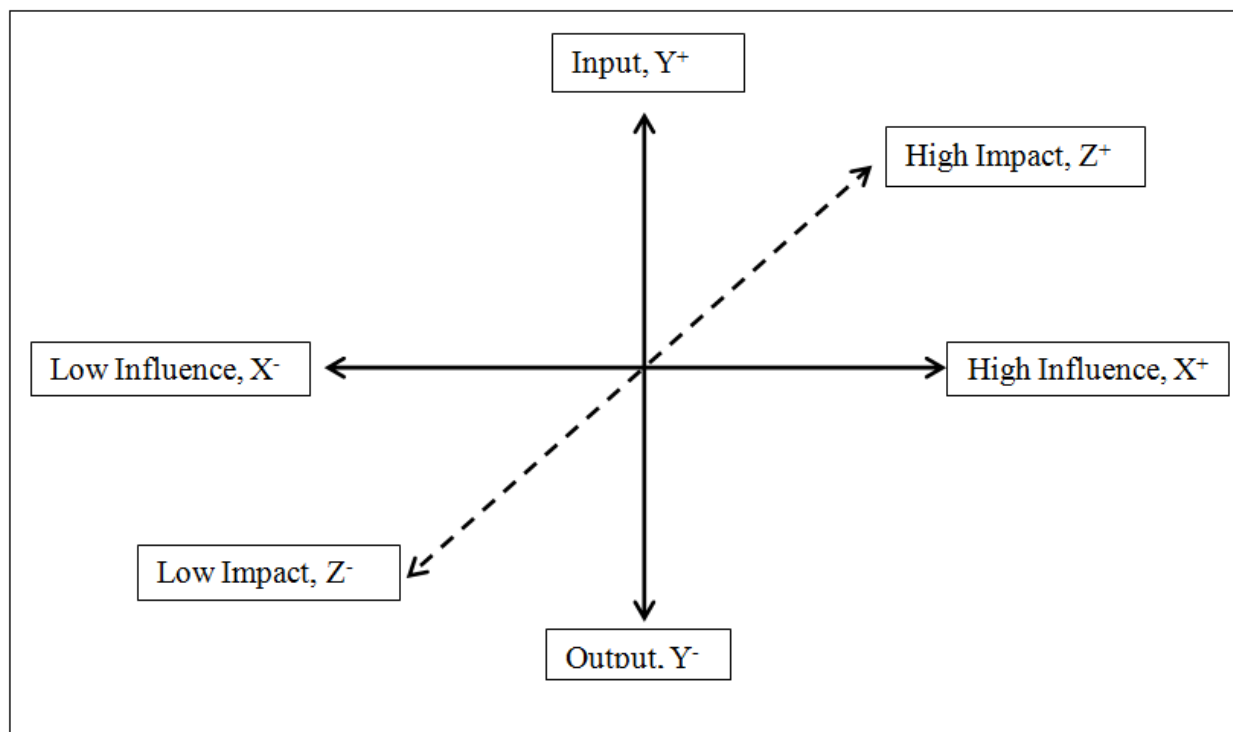 Input, Y⁺
High Impact, Z⁺
Low Influence, X⁻
High Influence, X⁺
Low Impact, Z⁻
Output, Y⁻